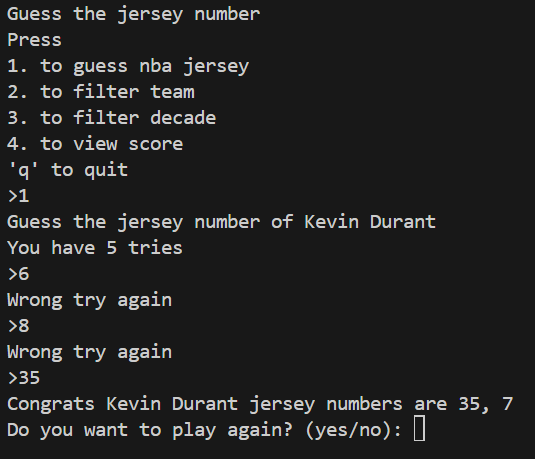 Guess the jersey number
Press
1. to guess nba jersey
2. to filter team
3. to filter decade
4. to view score
'q' to quit
>1
Guess the jersey number of Kevin Durant
You have 5 tries
>6
Wrong try again
>8
Wrong try again
>35
Congrats Kevin Durant jersey numbers are 35, 7
Do you want to play again? (yes/no):